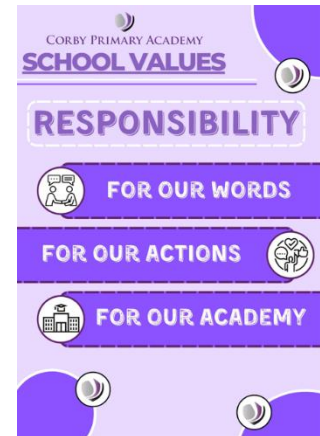 CORBY PRIMARY ACADEMY
SCHOOL VALUES
RESPONSIBILITY
FOR OUR WORDS
FOR OUR ACTIONS
FOR OUR ACADEMY